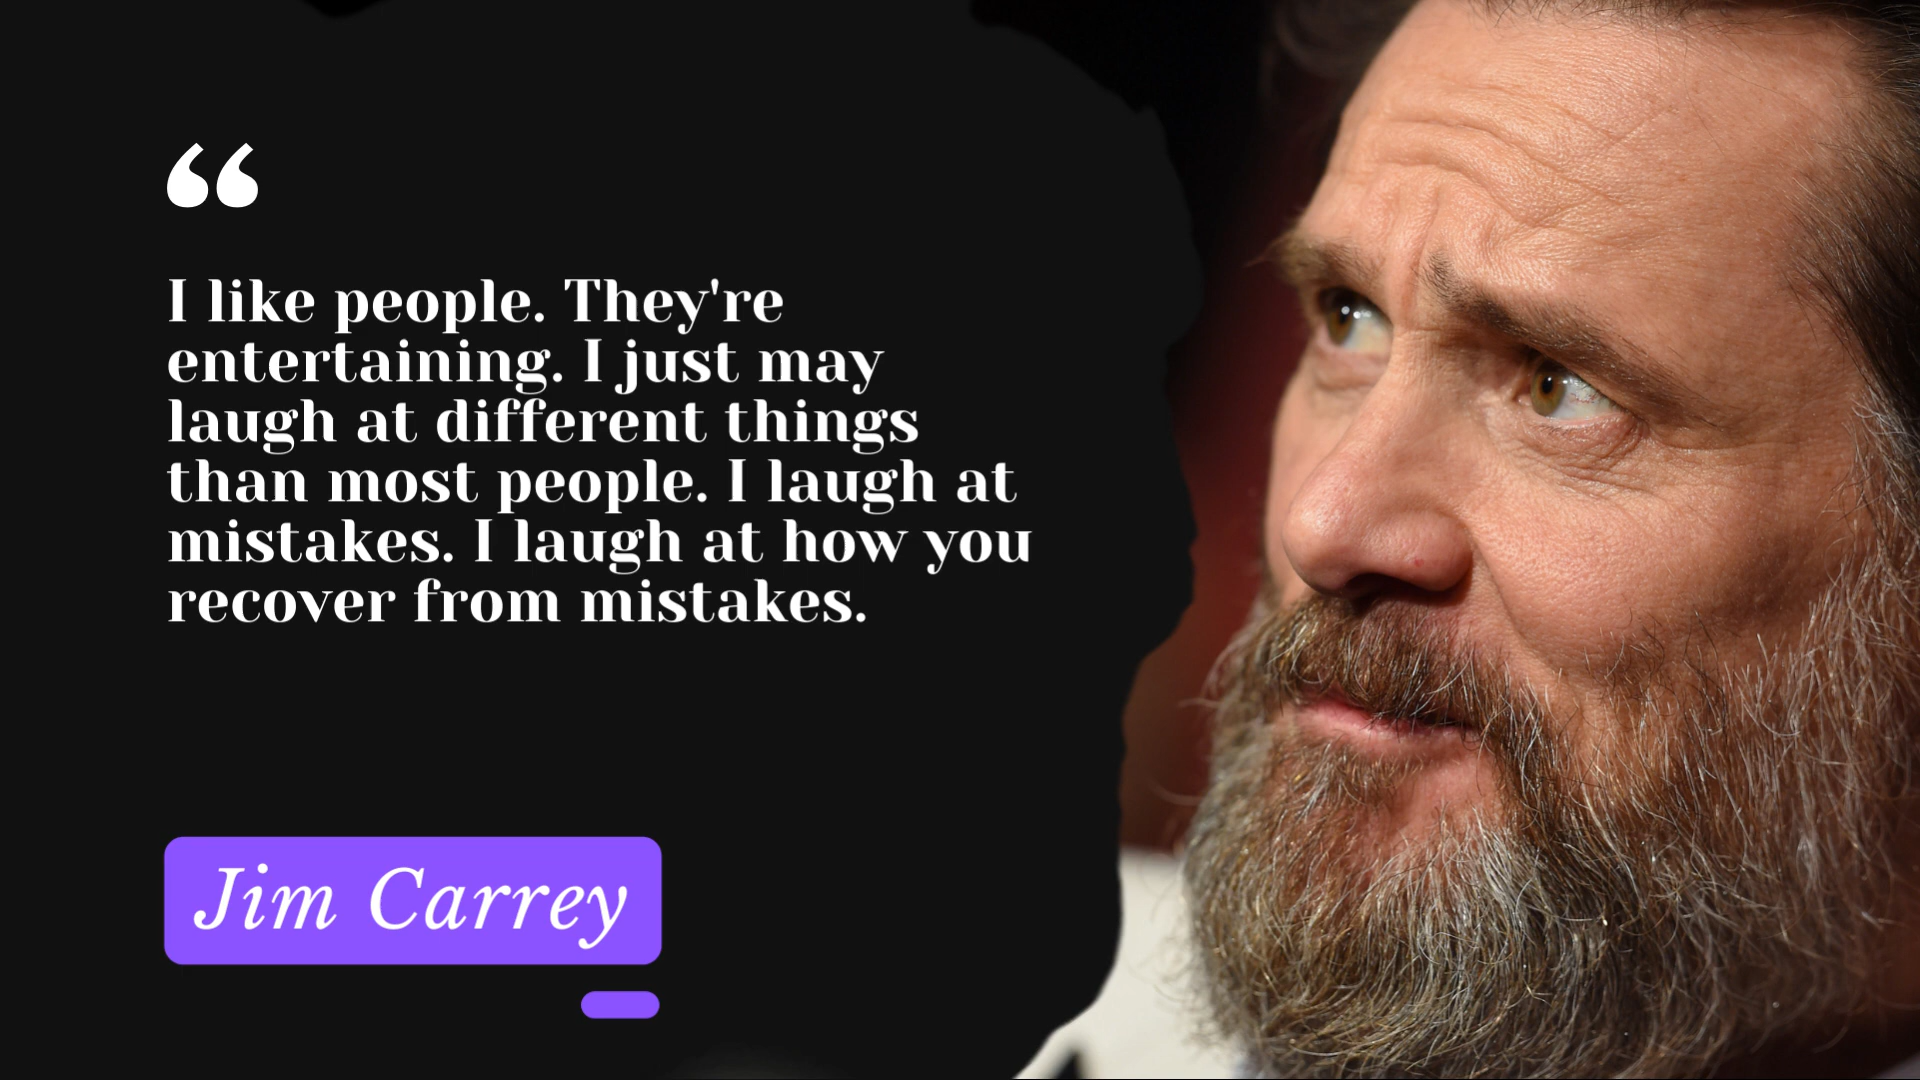 “
I like people. They're
entertaining. I just may
laugh at different things
than most people. I laugh at
mistakes. I laugh at how you
recover from mistakes.
Jim Carrey